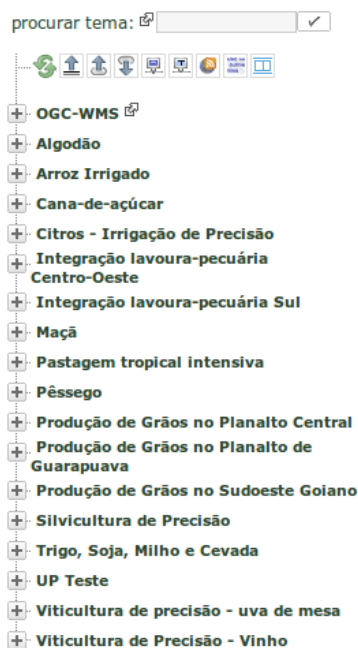 procurar tema:
OGC-WMS
Algodão
Arroz Irrigado
Cana-de-açúcar
Citros - Irrigação de Precisão
Integração lavoura-pecuária
Centro-Oeste
Integração lavoura-pecuária Sul
Maçã
Pastagem tropical intensiva
Pêssego
Produção de Grãos no Planalto Central
Produção de Grãos no Planalto de
Guarapuava
Produção de Grãos no Sudoeste Goiano
Silvicultura de Precisão
Trigo, Soja, Milho e Cevada
UP Teste
Viticultura de precisão - uva de mesa
Viticultura de Precisão - Vinho